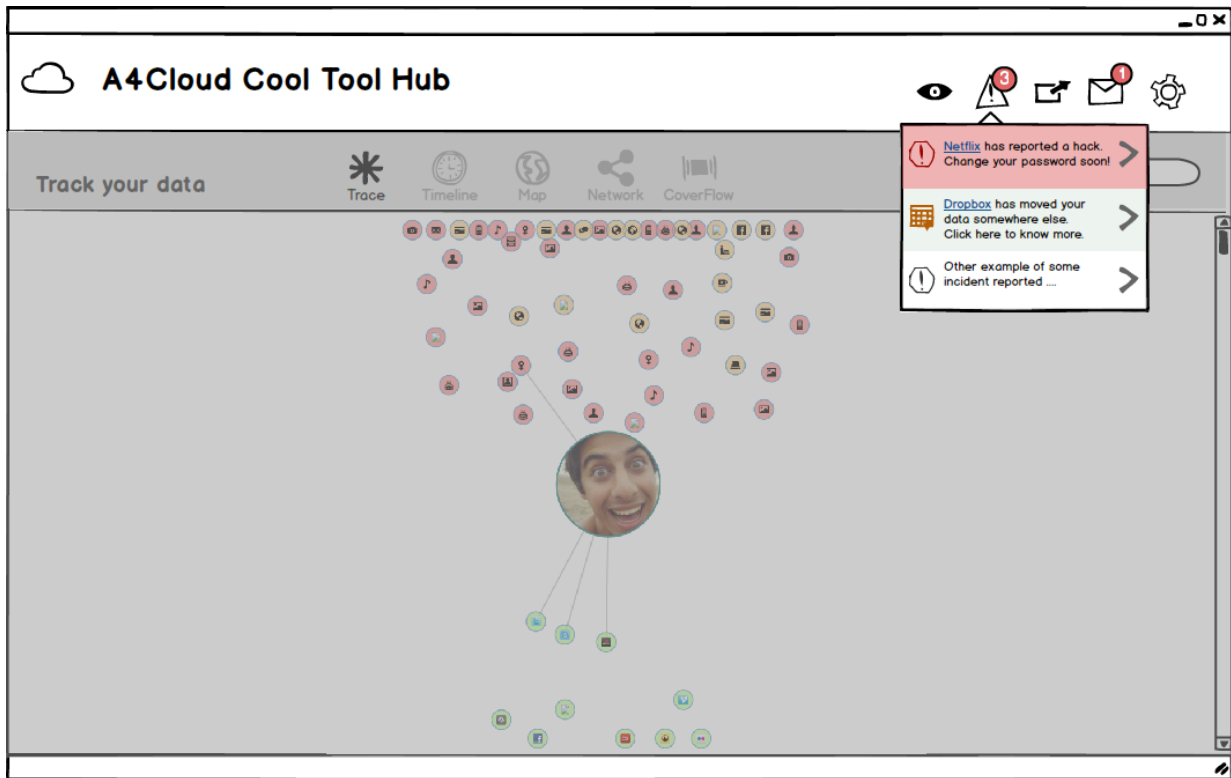 A4Cloud Cool Tool Hub
3
1
Track your data
Trace
Timeline
Map
Network
CoverFlow
Netflix has reported a hack.
Change your password soon!
Dropbox has moved your
data somewhere else.
Click here to know more.
Other example of some
incident reported ....